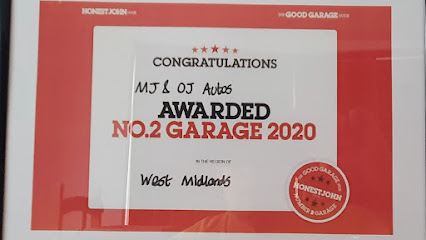 HONESTJOHN
THE GOOD GARAGE GUIDE
CONGRATULATIONS
MJ & OJ Autos
AWARDED
NO.2 GARAGE 2020
IN THE REGION OF
West Midlands
THE GOOD GARAGE GUIDE
HONESTJOHN